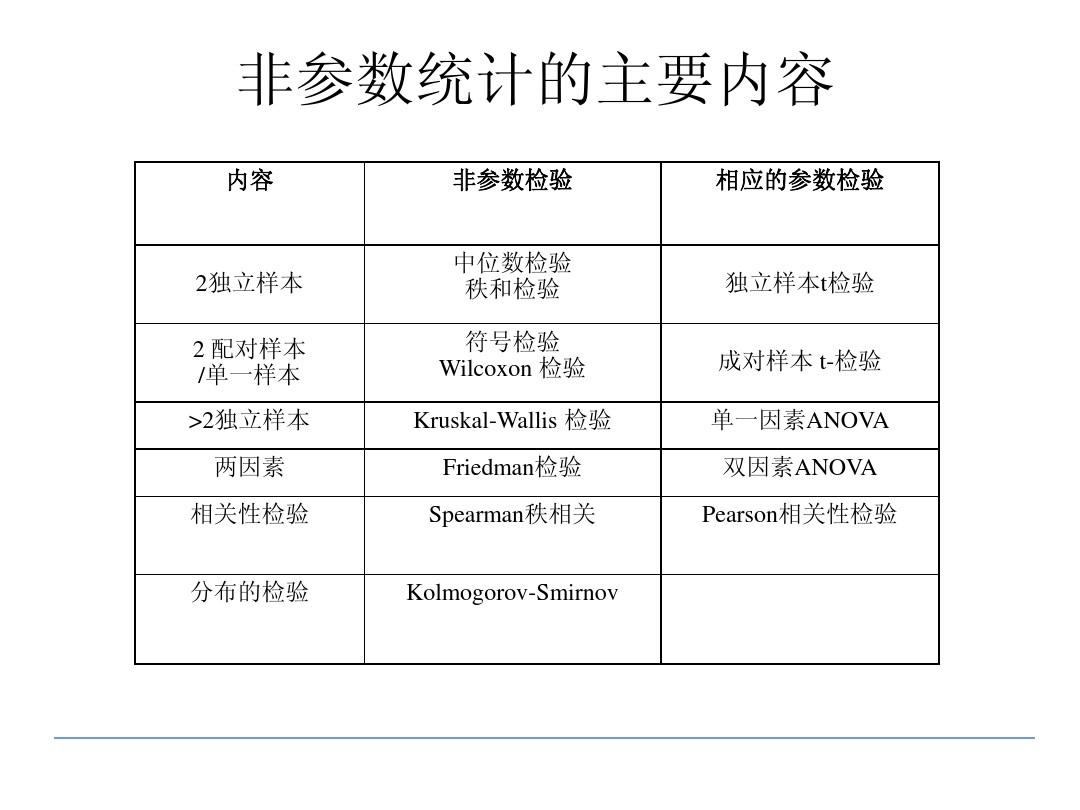 非参数统计的主要内容
内容 非参数检验 相应的参数检验
2独立样本 中位数检验 独立样本t检验
秩和检验
2 配对样本 符号检验 成对样本 t-检验
/单一样本 Wilcoxon 检验
>2独立样本 Kruskal-Wallis 检验 单一因素ANOVA
两因素 Friedman检验 双因素ANOVA
相关性检验 Spearman秩相关 Pearson相关性检验
分布的检验 Kolmogorov-Smirnov